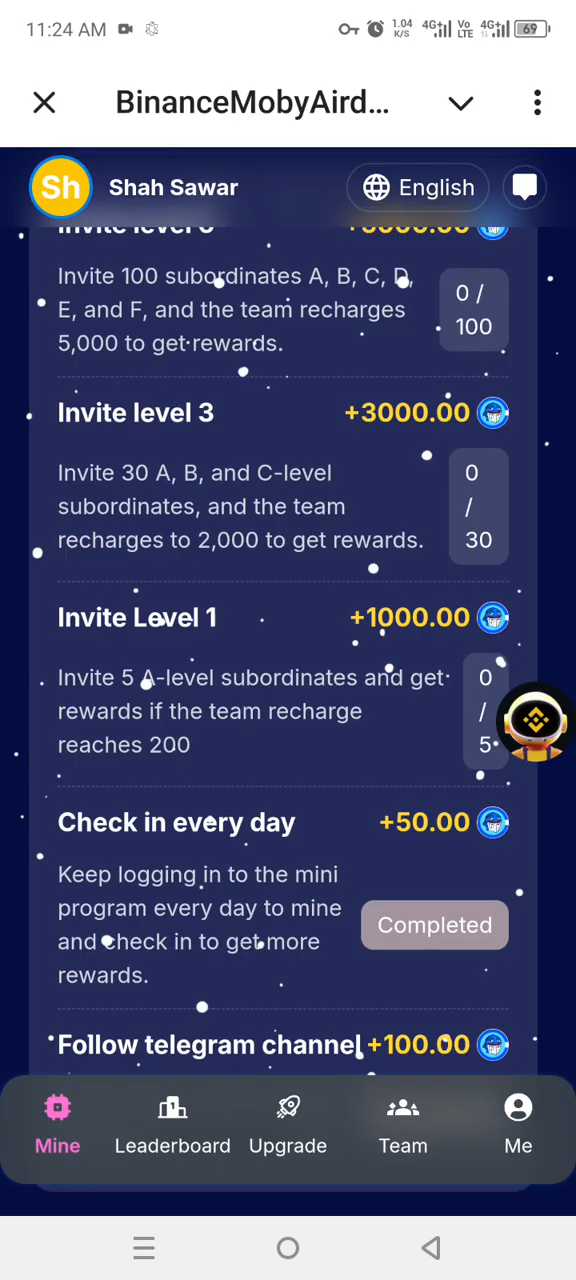 11:24 AM
1.04
K/S
4G+
Vo
LTE
4G+
69
BinanceMobyAird...
Sh
Shah Sawar
English
Invite 100 subordinates A, B, C, D,
E, and F, and the team recharges
5,000 to get rewards.
0 /
100
Invite level 3
+3000.00
Invite 30 A, B, and C-level
subordinates, and the team
recharges to 2,000 to get rewards.
0
/
30
Invite Level 1
+1000.00
Invite 5 A-level subordinates and get
rewards if the team recharge
reaches 200
0
/
5
Check in every day
+50.00
Keep logging in to the mini
program every day to mine
and check in to get more
rewards.
Completed
Follow telegram channel
+100.00
Mine
Leaderboard
Upgrade
Team
Me